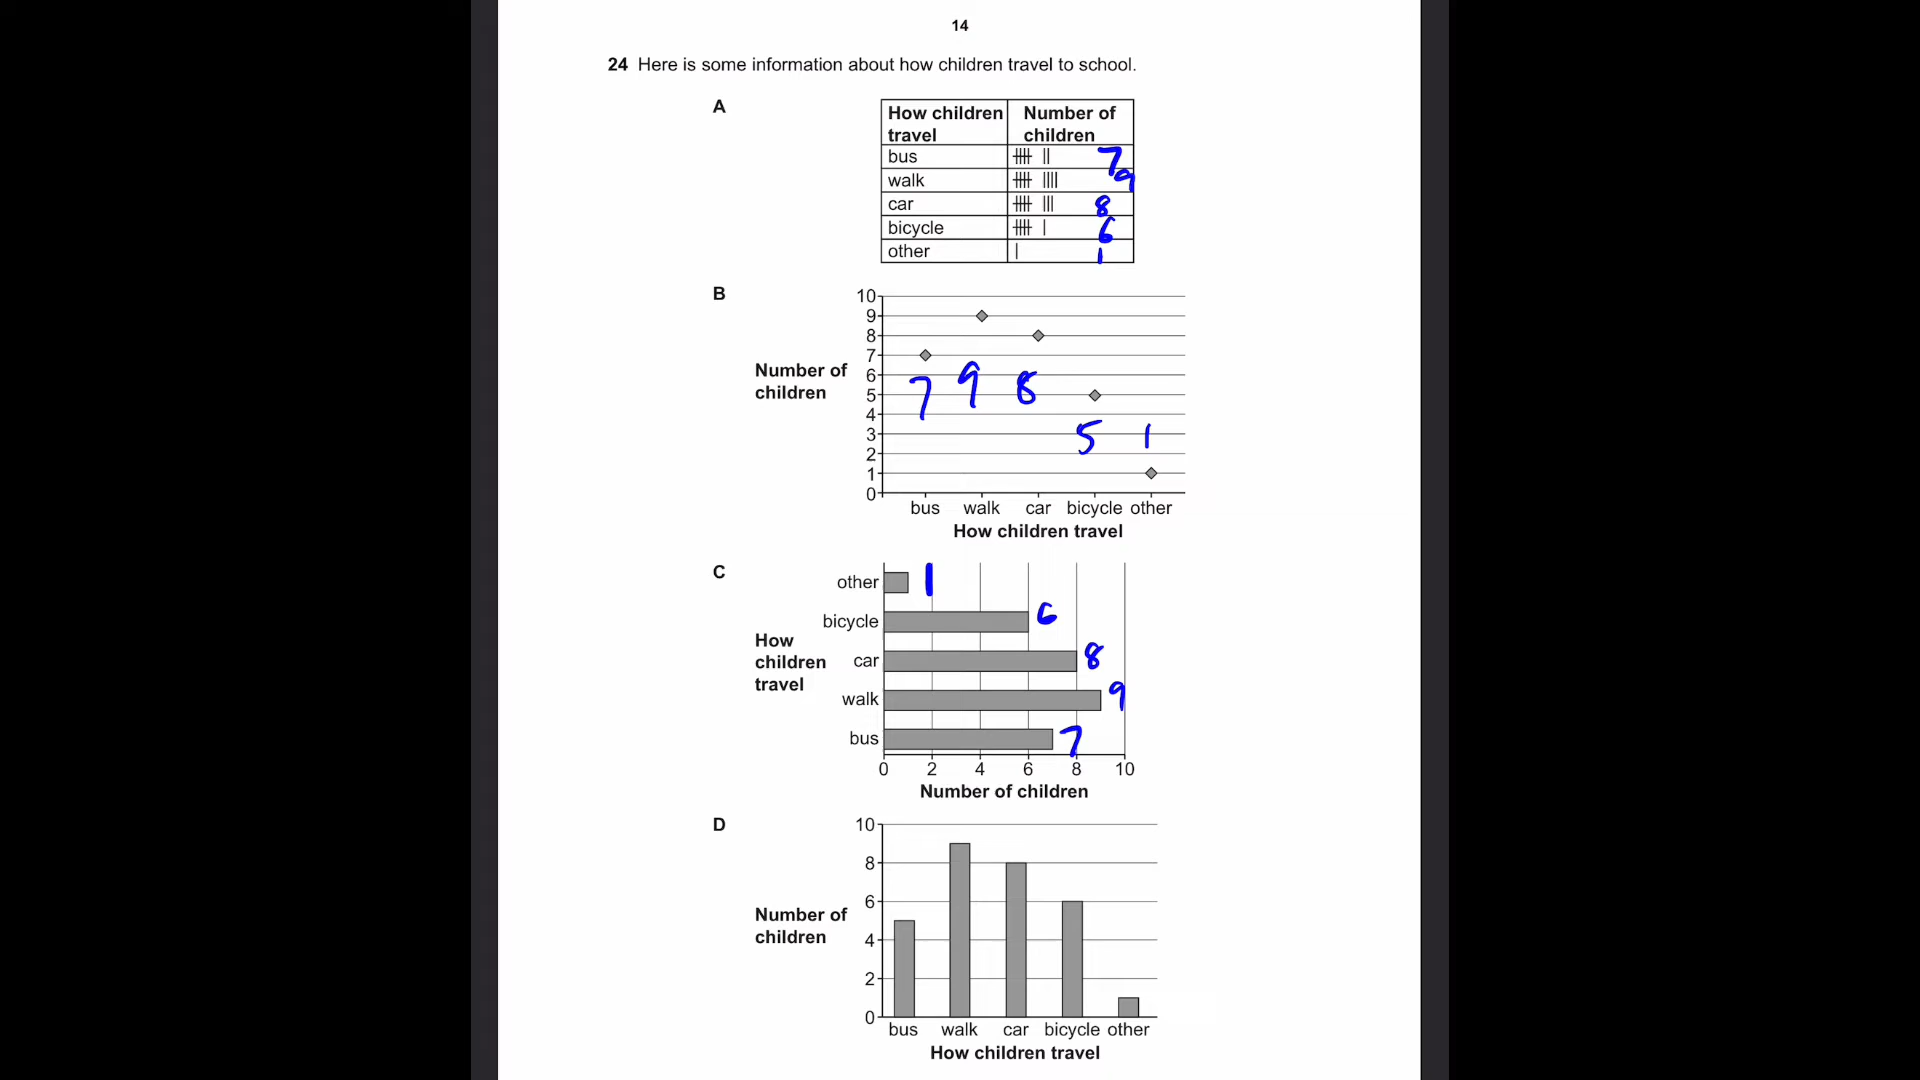 14
24 Here is some information about how children travel to school.
A
How children travel Number of children
bus 7
walk 9
car 8
bicycle 6
other 1
B
10
9
8
7
Number of children
6
5
4
3
2
1
0
7 9 8
5 1
bus walk car bicycle other
How children travel
C
other 1
bicycle 6
How children travel
car 8
walk 9
bus 7
0 2 4 6 8 10
Number of children
D
10
8
6
Number of children
4
2
0
bus walk car bicycle other
How children travel